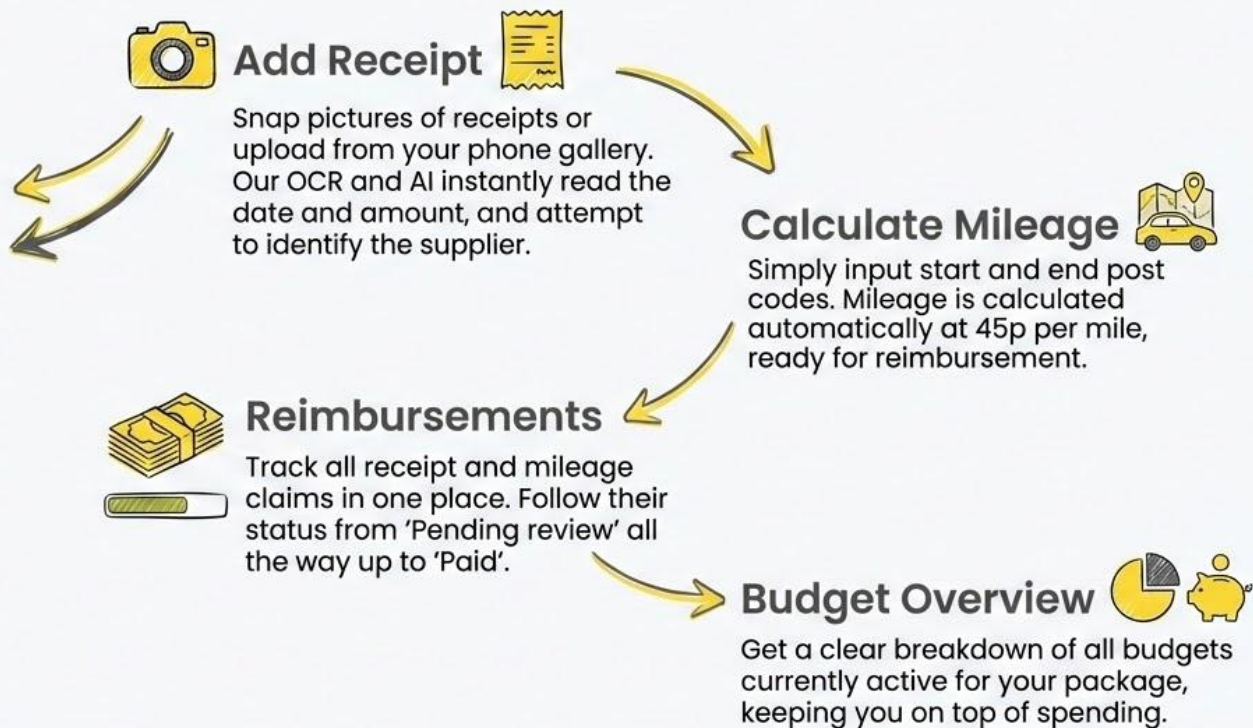 Add Receipt
Snap pictures of receipts or
upload from your phone gallery.
Our OCR and AI instantly read the
date and amount, and attempt
to identify the supplier.
Calculate Mileage
Simply input start and end post
codes. Mileage is calculated
automatically at 45p per mile,
ready for reimbursement.
Reimbursements
Track all receipt and mileage
claims in one place. Follow their
status from ‘Pending review’ all
the way up to ‘Paid’.
Budget Overview
Get a clear breakdown of all budgets
currently active for your package,
keeping you on top of spending.